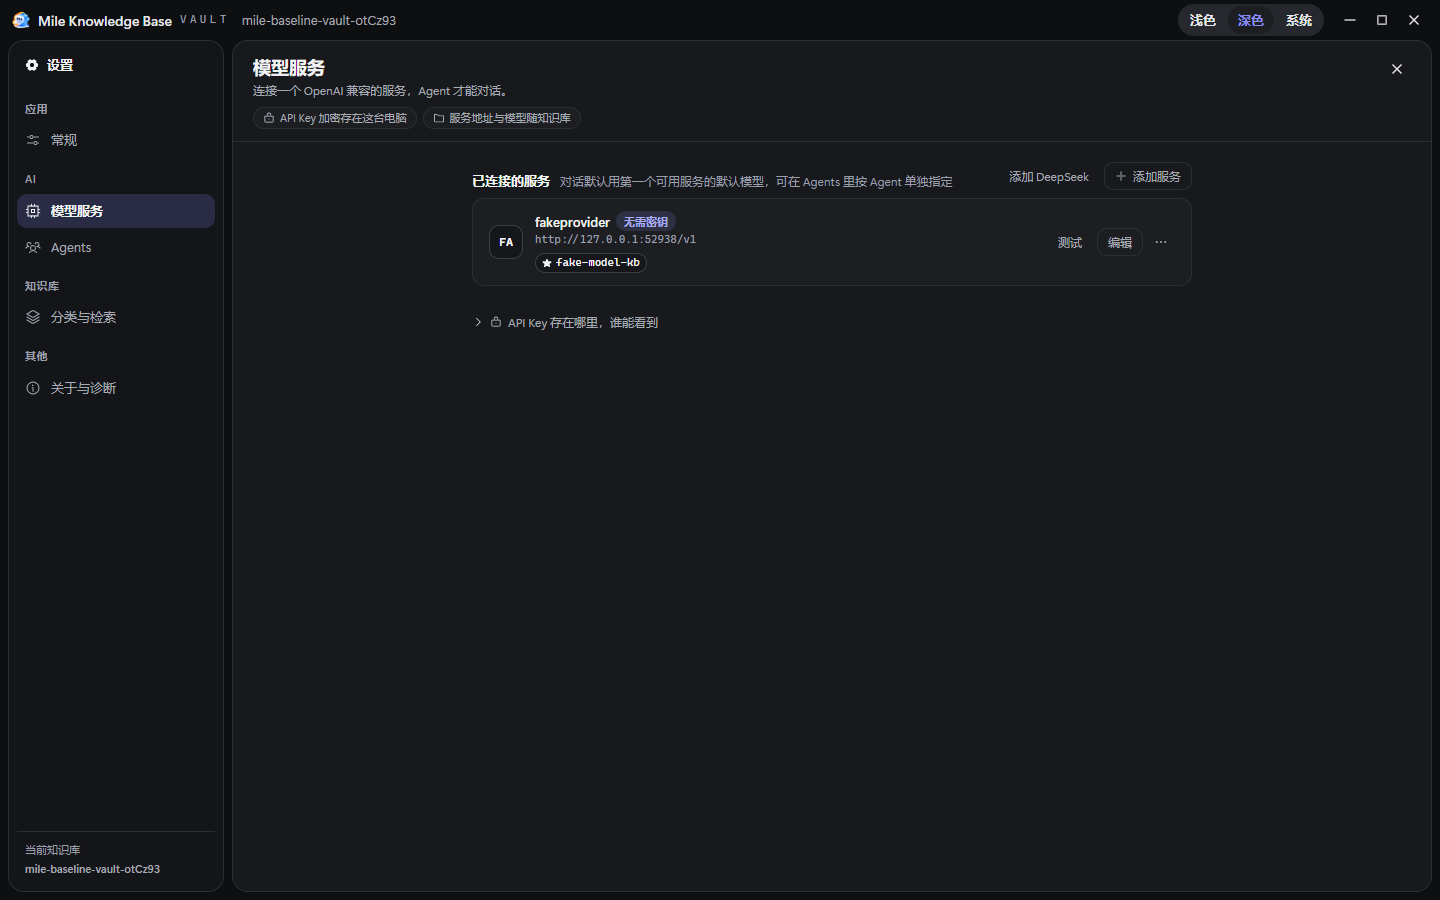 Mile Knowledge Base VAULT mile-baseline-vault-otCz93
浅色 深色 系统
设置
应用
常规
AI
模型服务
Agents
知识库
分类与检索
其他
关于与诊断
当前知识库
mile-baseline-vault-otCz93
模型服务
连接一个 OpenAI 兼容的服务，Agent 才能对话。
API Key 加密存在这台电脑 服务地址与模型随知识库
已连接的服务 对话默认用第一个可用服务的默认模型，可在 Agents 里按 Agent 单独指定
添加 DeepSeek 添加服务
FA
fakeprovider 无需密钥
http://127.0.0.1:52938/v1
fake-model-kb
测试 编辑 ···
API Key 存在哪里，谁能看到